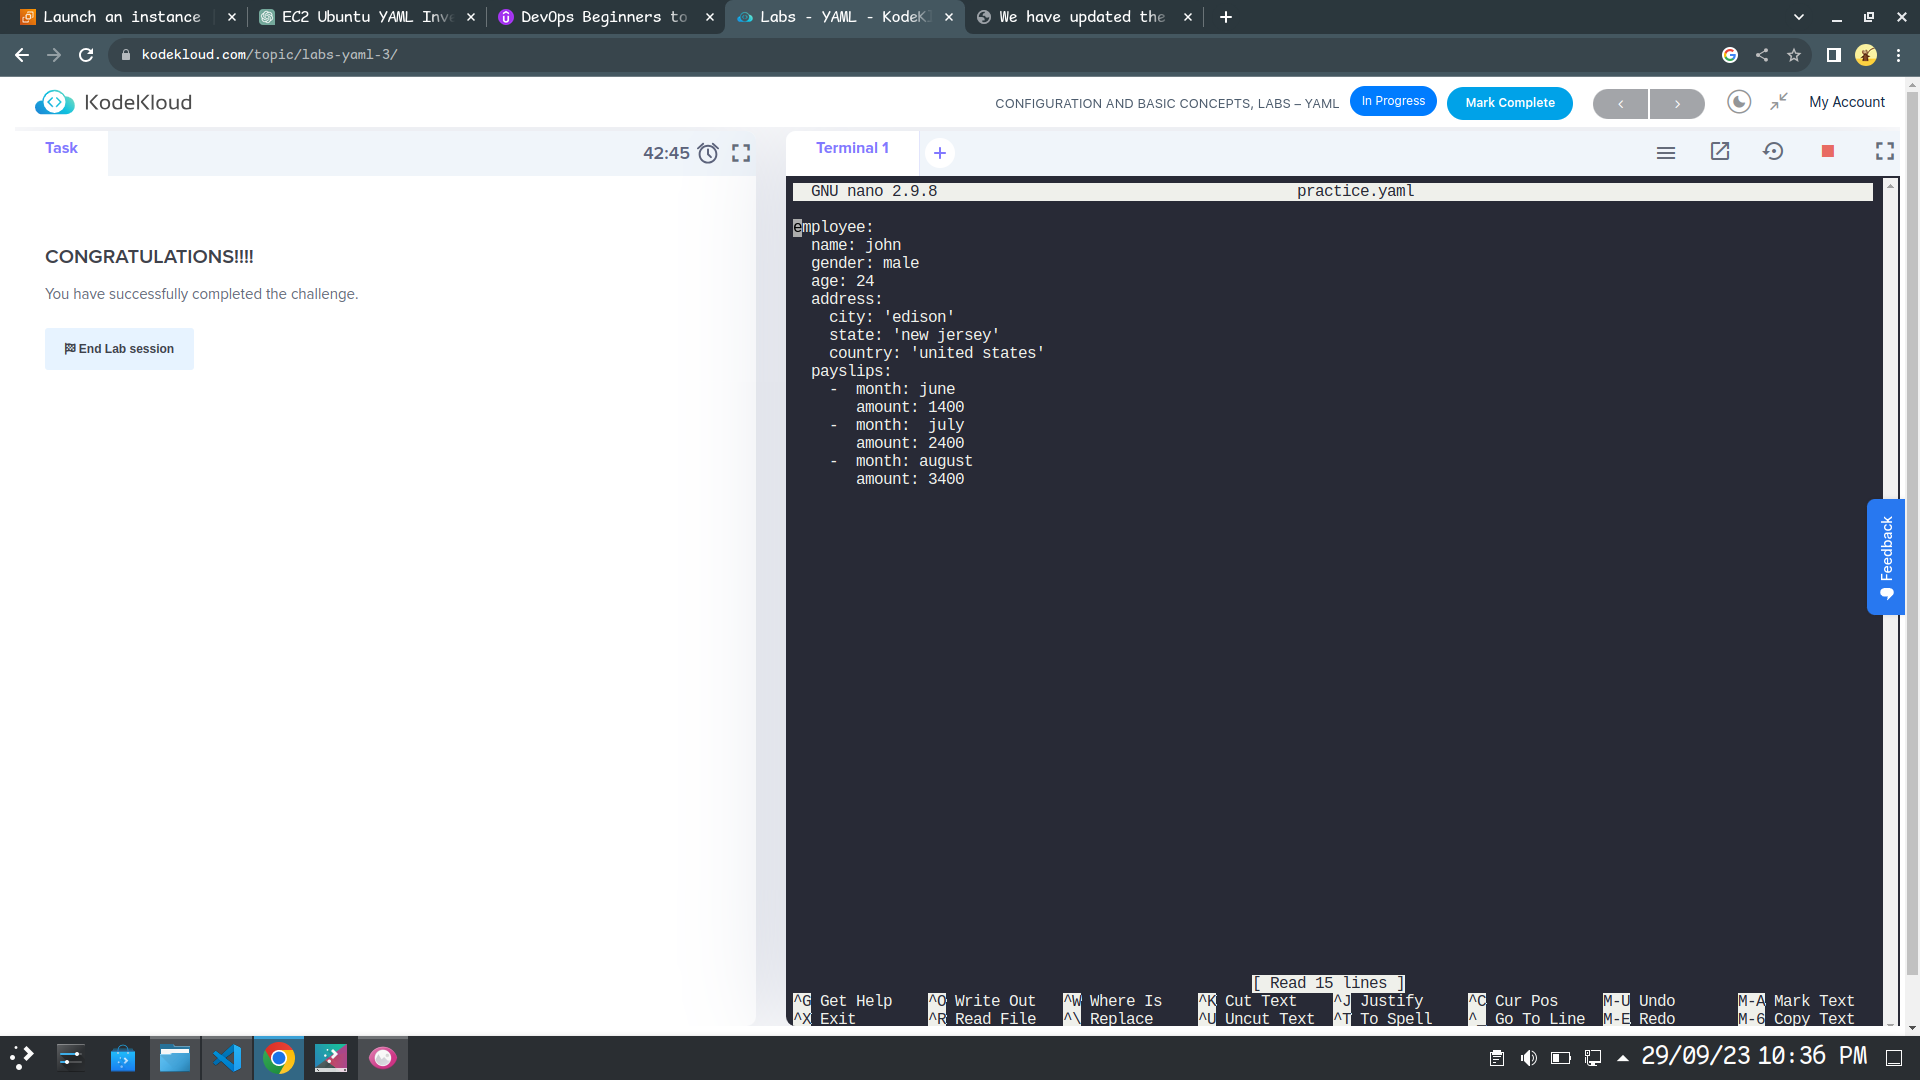 Launch an instance
EC2 Ubuntu YAML Inve
DevOps Beginners to
Labs - YAML - KodeKl
We have updated the
kodekloud.com/topic/labs-yaml-3/
KodeKloud
CONFIGURATION AND BASIC CONCEPTS, LABS – YAML
In Progress
Mark Complete
My Account
Task
42:45
Terminal 1
CONGRATULATIONS!!!!
You have successfully completed the challenge.
End Lab session
GNU nano 2.9.8 practice.yaml
employee:
  name: john
  gender: male
  age: 24
  address:
    city: 'edison'
    state: 'new jersey'
    country: 'united states'
  payslips:
    -  month: june
       amount: 1400
    -  month:  july
       amount: 2400
    -  month: august
       amount: 3400
[ Read 15 lines ]
^G Get Help ^O Write Out ^W Where Is ^K Cut Text ^J Justify ^C Cur Pos M-U Undo M-A Mark Text
^X Exit ^R Read File ^\ Replace ^U Uncut Text ^T To Spell ^_ Go To Line M-E Redo M-6 Copy Text
Feedback
29/09/23 10:36 PM